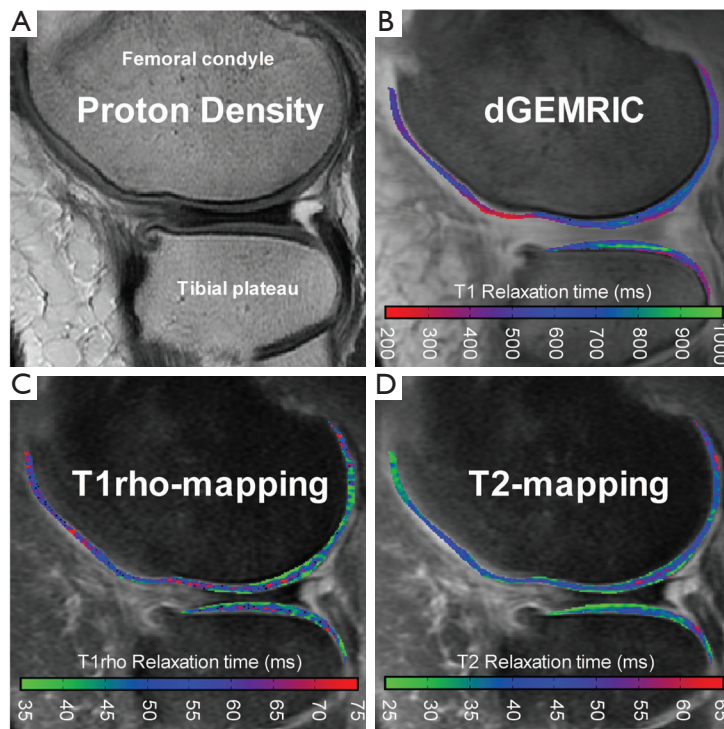 A
Femoral condyle
Proton Density
Tibial plateau
B
dGEMRIC
T1 Relaxation time (ms)
200 300 400 500 600 700 800 900 1000
C
T1rho-mapping
T1rho Relaxation time (ms)
35 40 45 50 55 60 65 70 75
D
T2-mapping
T2 Relaxation time (ms)
25 30 35 40 45 50 55 60 65